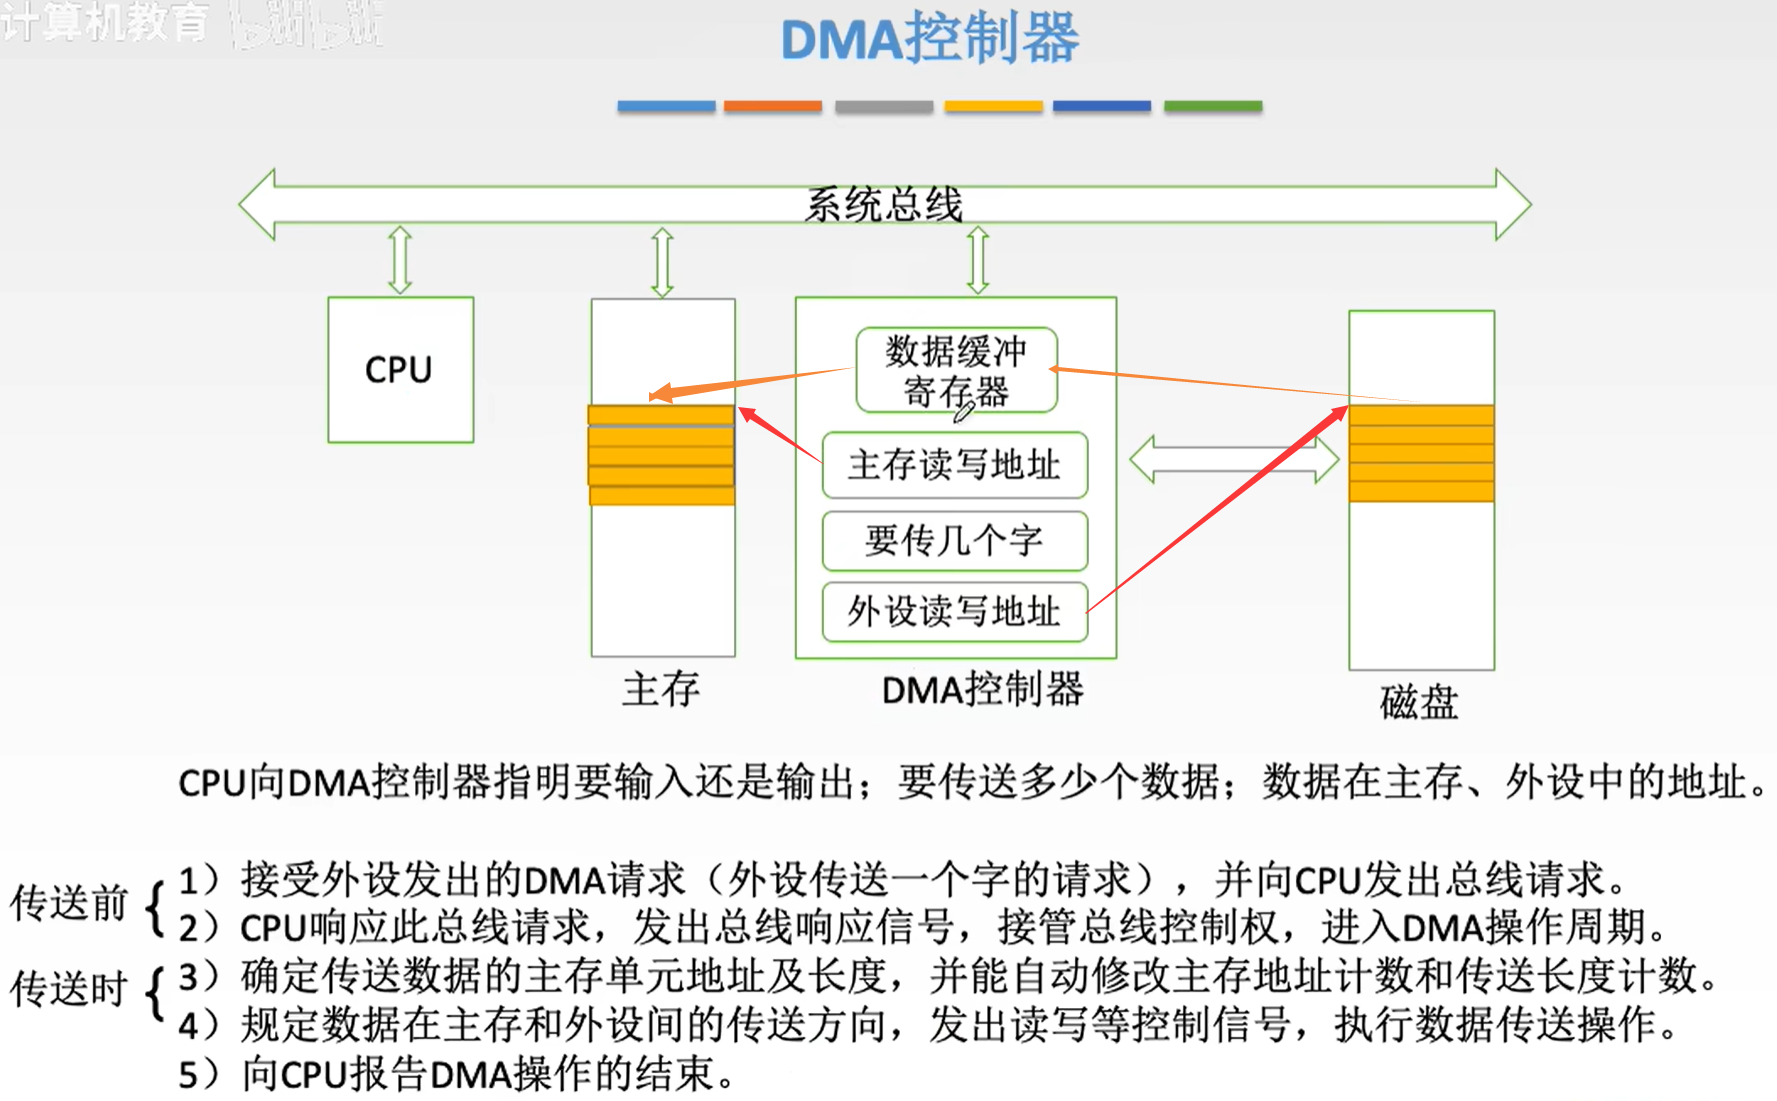 计算机教育 bilibili
DMA控制器
系统总线
CPU
数据缓冲
寄存器
主存读写地址
要传几个字
外设读写地址
主存
DMA控制器
磁盘
CPU向DMA控制器指明要输入还是输出；要传送多少个数据；数据在主存、外设中的地址。
传送前
1）接受外设发出的DMA请求（外设传送一个字的请求），并向CPU发出总线请求。
2）CPU响应此总线请求，发出总线响应信号，接管总线控制权，进入DMA操作周期。
传送时
3）确定传送数据的主存单元地址及长度，并能自动修改主存地址计数和传送长度计数。
4）规定数据在主存和外设间的传送方向，发出读写等控制信号，执行数据传送操作。
5）向CPU报告DMA操作的结束。